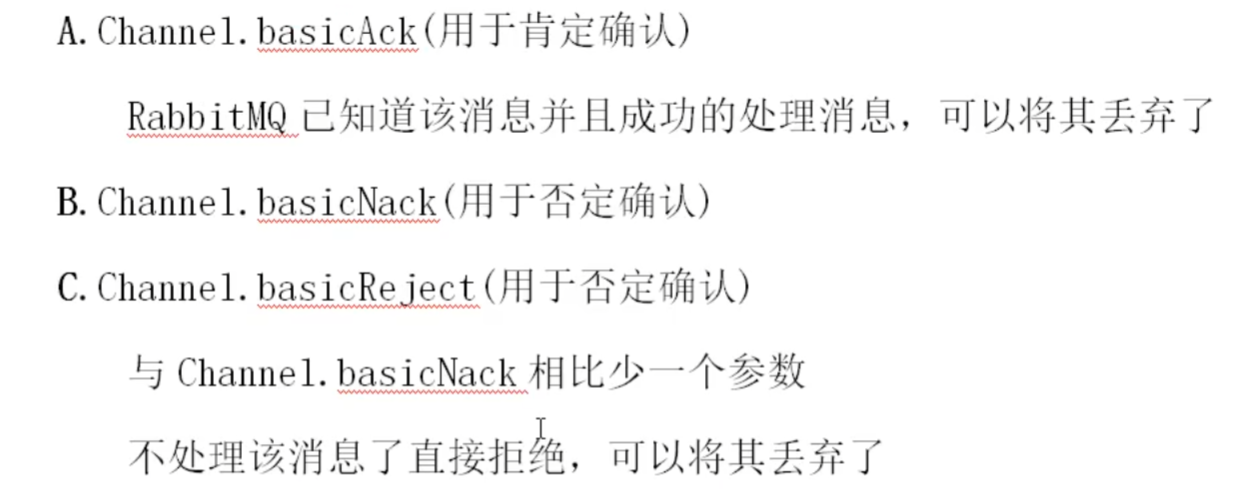 A. Channel.basicAck(用于肯定确认)
RabbitMQ 已知道该消息并且成功的处理消息，可以将其丢弃了
B. Channel.basicNack(用于否定确认)
C. Channel.basicReject(用于否定确认)
与 Channel.basicNack 相比少一个参数
不处理该消息了直接拒绝，可以将其丢弃了